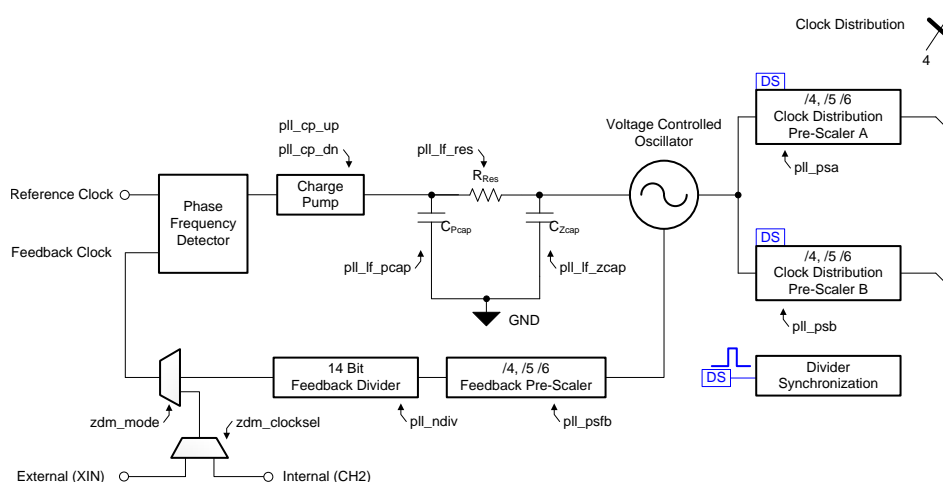 Clock Distribution
4
DS
/4, /5 /6
Clock Distribution
Pre-Scaler A
pll_psa
Voltage Controlled
Oscillator
pll_cp_up
pll_cp_dn
pll_lf_res
R Res
Reference Clock
Phase
Frequency
Detector
Charge
Pump
Feedback Clock
C Pcap
C Zcap
pll_lf_pcap
pll_lf_zcap
GND
DS
/4, /5 /6
Clock Distribution
Pre-Scaler B
pll_psb
14 Bit
Feedback Divider
/4, /5 /6
Feedback Pre-Scaler
DS
Divider
Synchronization
zdm_mode
zdm_clocksel
pll_ndiv
pll_psfb
External (XIN)
Internal (CH2)